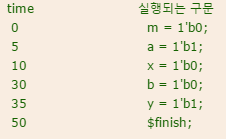 time 실행되는 구문
0 m = 1'b0;
5 a = 1'b1;
10 x = 1'b0;
30 b = 1'b0;
35 y = 1'b1;
50 $finish;